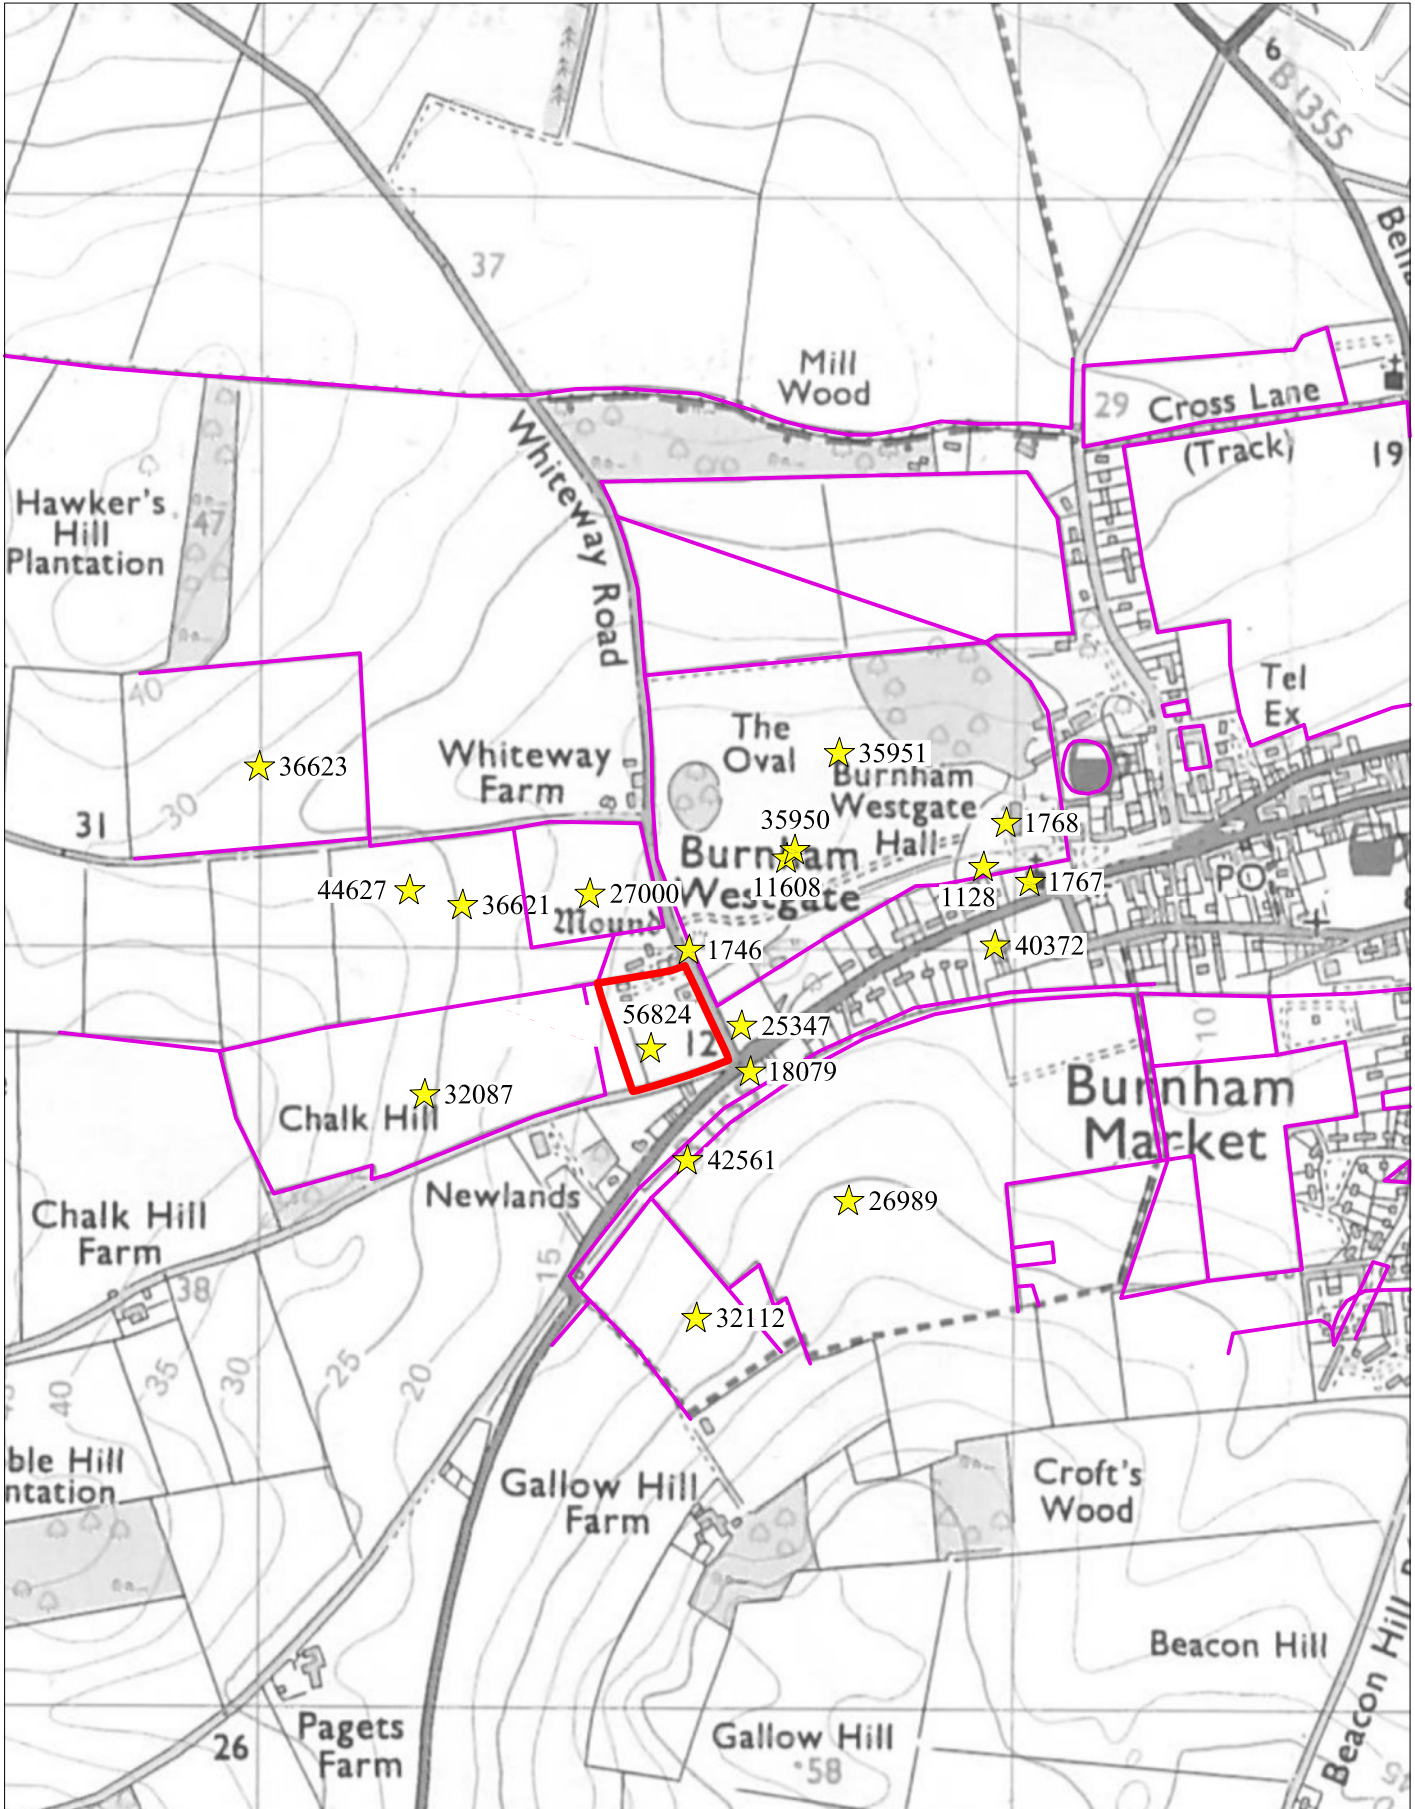 6
B 1355
37
Mill
Wood
29
Cross Lane
(Track)
19
Whiteway Road
Hawker's
Hill
Plantation
47
40
Tel
Ex
The
Oval
35951
Whiteway
Farm
36623
Burnham
Westgate
Hall
30
31
35950
1768
Burnham
Westgate
11608
PO
44627
36621
27000
1128
1767
Mound
1746
40372
56824
12
25347
10
18079
32087
Chalk Hill
Burnham
Market
42561
Newlands
26989
Chalk Hill
Farm
15
38
32112
40
35
30
25
20
ble Hill
ntation
Gallow Hill
Farm
Croft's
Wood
Beacon Hill
Beacon Hill
Pagets
Farm
26
Gallow Hill
58